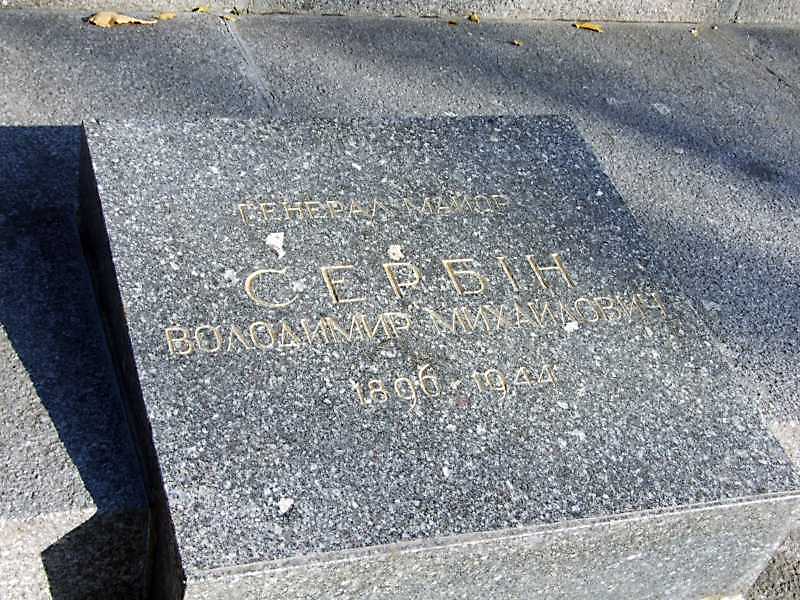 ГЕНЕРАЛ МАЙОР
СЕРБІН
ВОЛОДИМИР МИХАЙЛОВИЧ
1896-1944